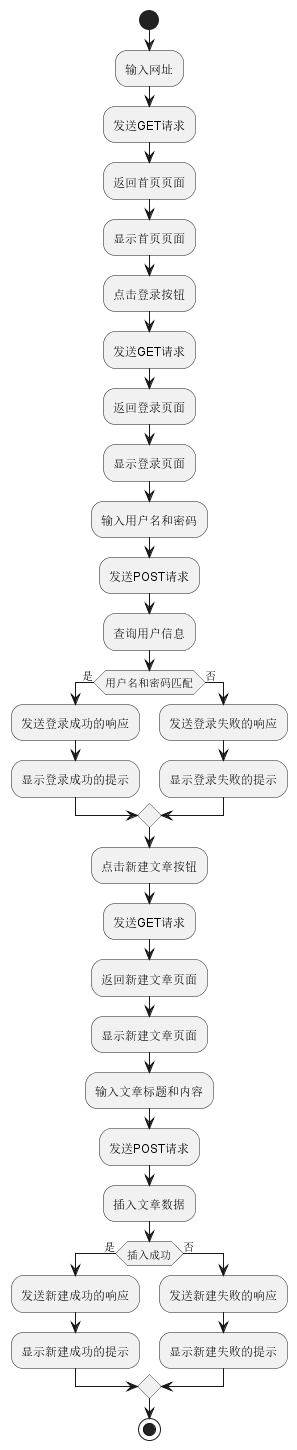 输入网址
发送GET请求
返回首页页面
显示首页页面
点击登录按钮
发送GET请求
返回登录页面
显示登录页面
输入用户名和密码
发送POST请求
查询用户信息
是
用户名和密码匹配
否
发送登录成功的响应
发送登录失败的响应
显示登录成功的提示
显示登录失败的提示
点击新建文章按钮
发送GET请求
返回新建文章页面
显示新建文章页面
输入文章标题和内容
发送POST请求
插入文章数据
是
插入成功
否
发送新建成功的响应
发送新建失败的响应
显示新建成功的提示
显示新建失败的提示